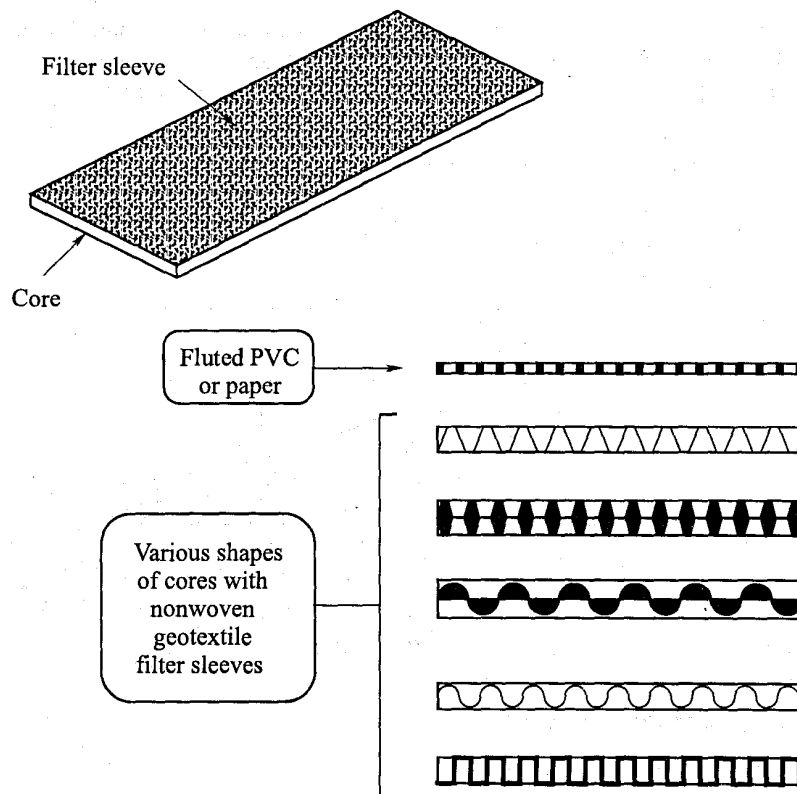 Filter sleeve
Core
Fluted PVC
or paper
Various shapes
of cores with
nonwoven
geotextile
filter sleeves